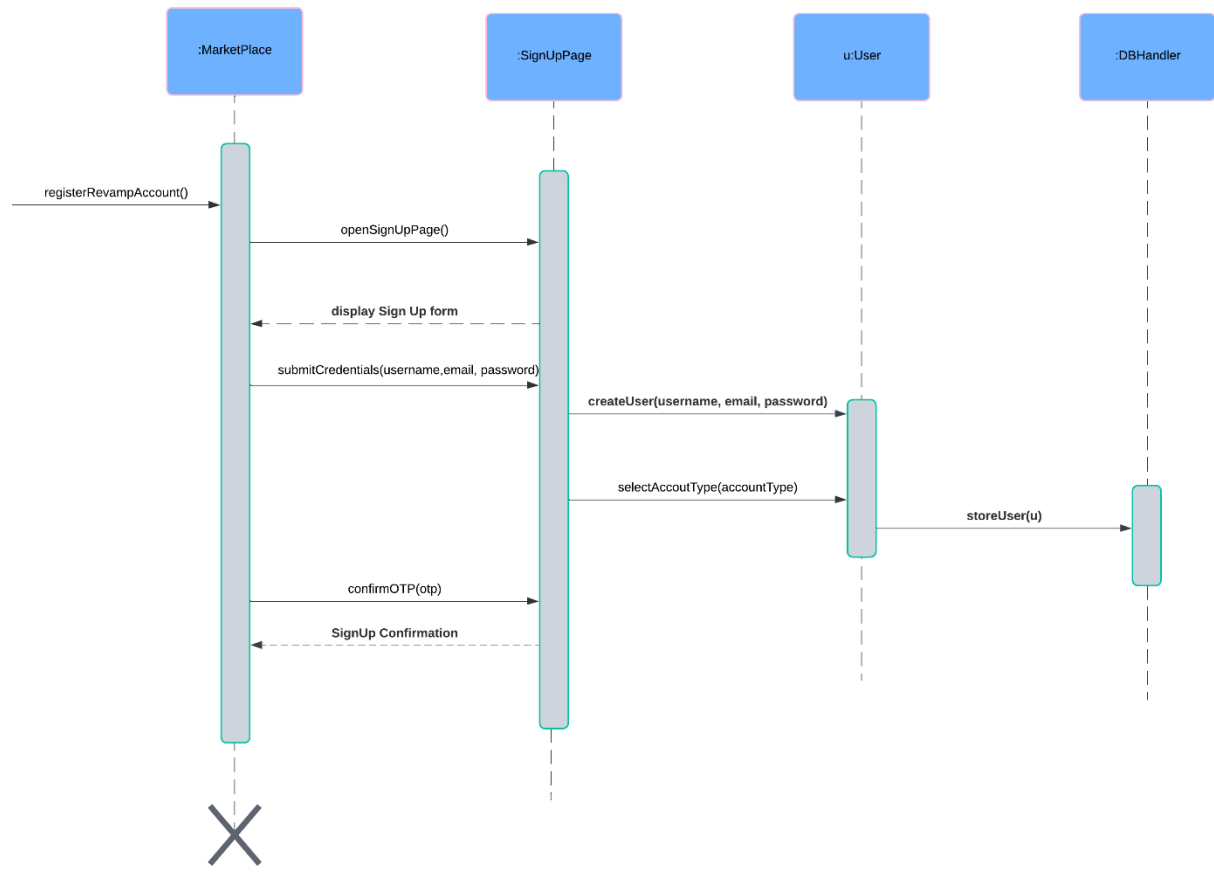 :MarketPlace
:SignUpPage
u:User
:DBHandler
registerRevampAccount()
openSignUpPage()
display Sign Up form
submitCredentials(username,email, password)
createUser(username, email, password)
selectAccoutType(accountType)
storeUser(u)
confirmOTP(otp)
SignUp Confirmation